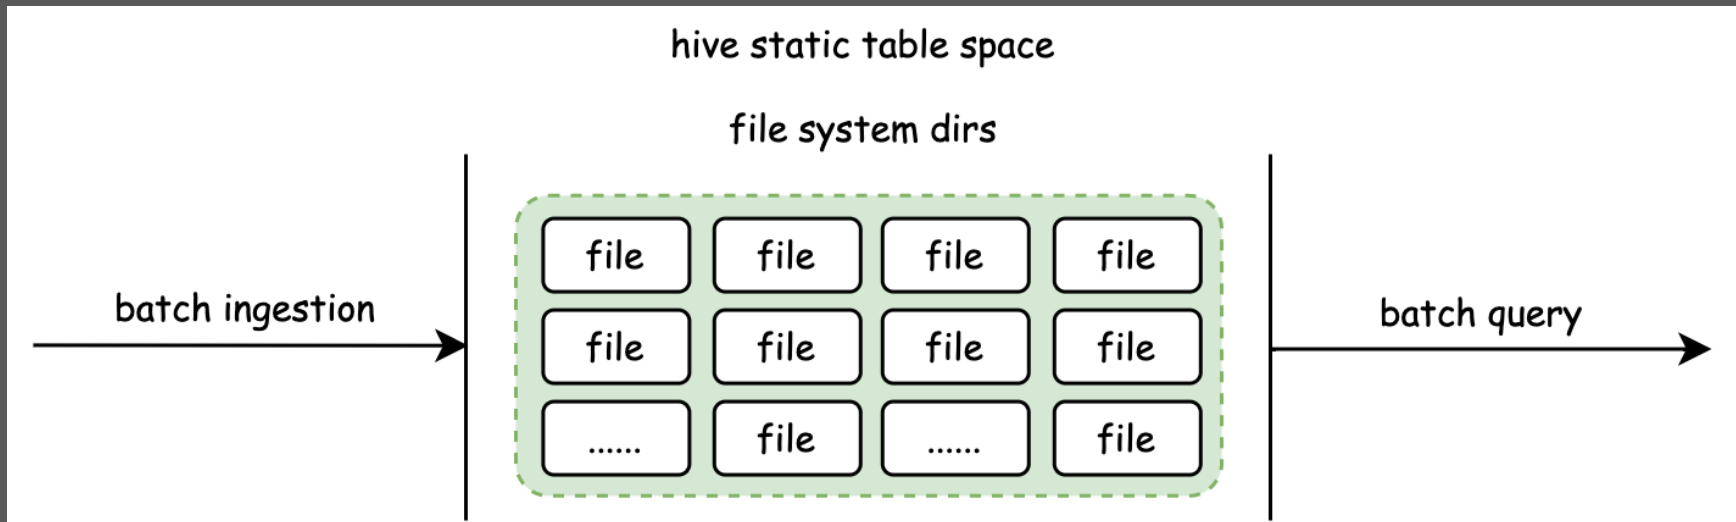 hive static table space
file system dirs
batch ingestion
file file file file
file file file file
...... file ...... file
batch query